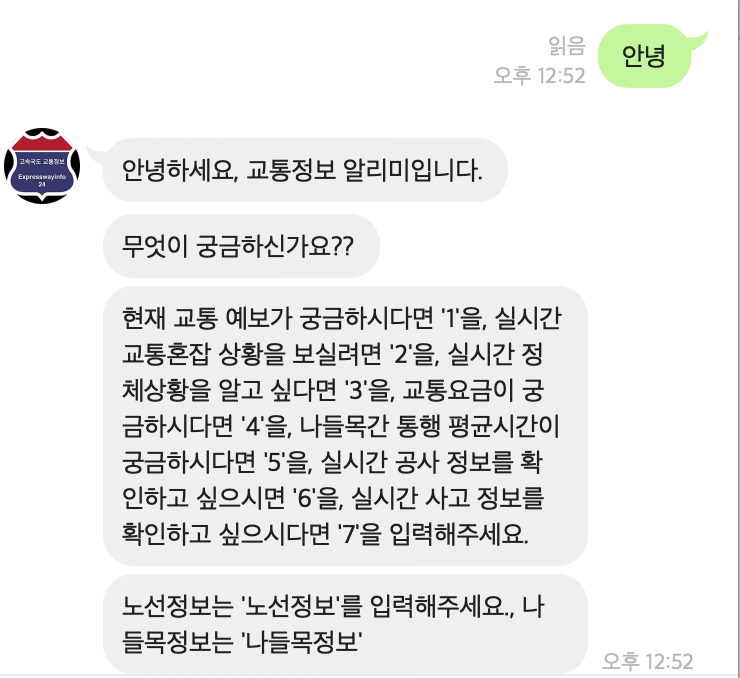 읽음
오후 12:52
안녕
고속국도 교통정보
Expresswayinfo
24
안녕하세요, 교통정보 알리미입니다.
무엇이 궁금하신가요??
현재 교통 예보가 궁금하시다면 '1'을, 실시간
교통혼잡 상황을 보실려면 '2'을, 실시간 정
체상황을 알고 싶다면 '3'을, 교통요금이 궁
금하시다면 '4'을, 나들목간 통행 평균시간이
궁금하시다면 '5'을, 실시간 공사 정보를 확
인하고 싶으시면 '6'을, 실시간 사고 정보를
확인하고 싶으시다면 '7'을 입력해주세요.
노선정보는 '노선정보'를 입력해주세요., 나
들목정보는 '나들목정보'
오후 12:52